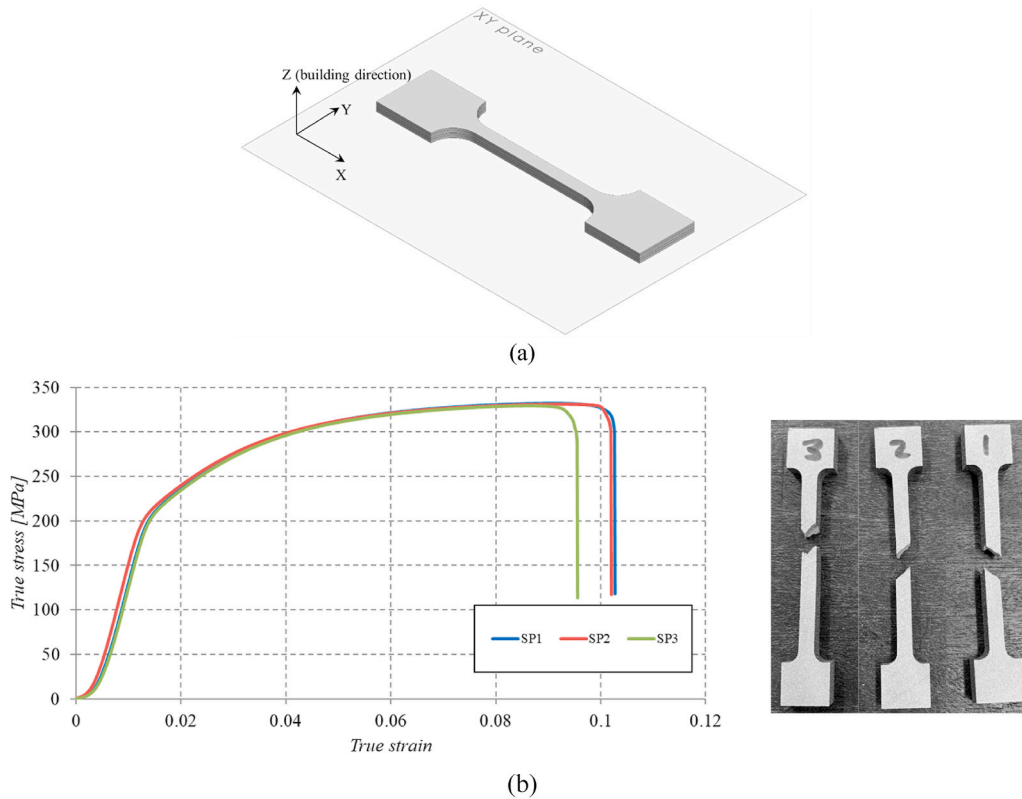 XY plane
Z (building direction)
Y
X
(a)
350
300
250
200
150
100
50
0
0
0.02
0.04
0.06
0.08
0.1
0.12
True stress [MPa]
True strain
SP1
SP2
SP3
3
2
1
(b)